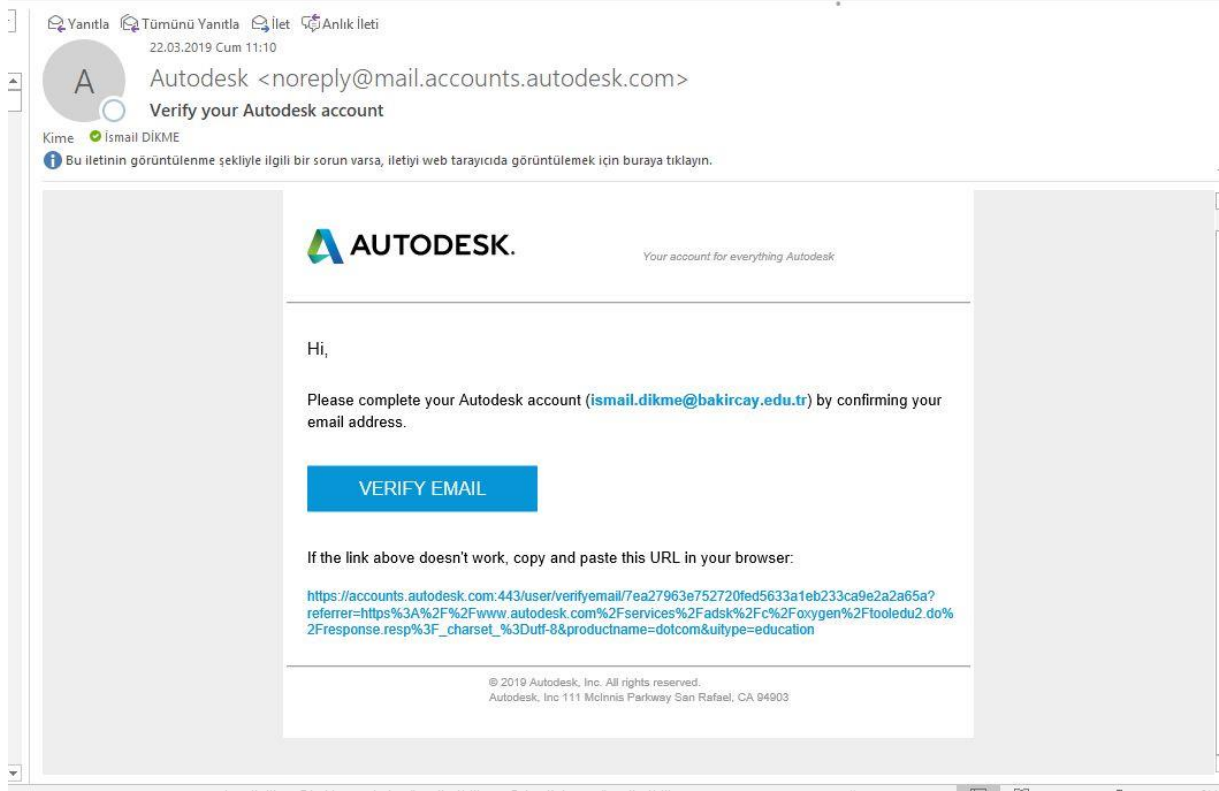 Yanıtla Tümünü Yanıtla İlet Anlık İleti
22.03.2019 Cum 11:10
A
Autodesk <noreply@mail.accounts.autodesk.com>
Verify your Autodesk account
Kime İsmail DİKME
Bu iletinin görüntülenme şekliyle ilgili bir sorun varsa, iletiyi web tarayıcıda görüntülemek için buraya tıklayın.
AUTODESK.
Your account for everything Autodesk
Hi,
Please complete your Autodesk account (ismail.dikme@bakircay.edu.tr) by confirming your
email address.
VERIFY EMAIL
If the link above doesn't work, copy and paste this URL in your browser:
https://accounts.autodesk.com:443/user/verifyemail/7ea27963e752720fed5633a1eb233ca9e2a2a65a?
referrer=https%3A%2F%2Fwww.autodesk.com%2Fservices%2Fadsk%2Fc%2Foxygen%2Ftooledu2.do%
2Fresponse.resp%3F_charset_%3Dutf-8&productname=dotcom&uitype=education
© 2019 Autodesk, Inc. All rights reserved.
Autodesk, Inc 111 McInnis Parkway San Rafael, CA 94903